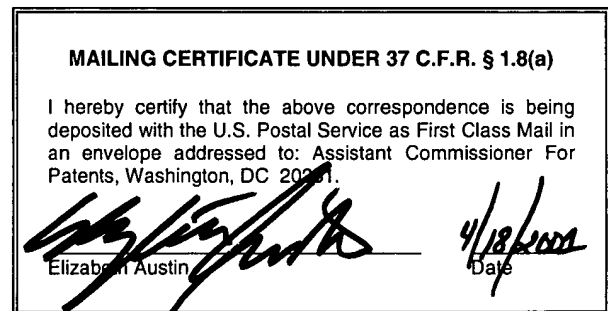 MAILING CERTIFICATE UNDER 37 C.F.R. § 1.8(a)
I hereby certify that the above correspondence is being
deposited with the U.S. Postal Service as First Class Mail in
an envelope addressed to: Assistant Commissioner For
Patents, Washington, DC 20231.
4/18/2001
Elizabeth Austin Date